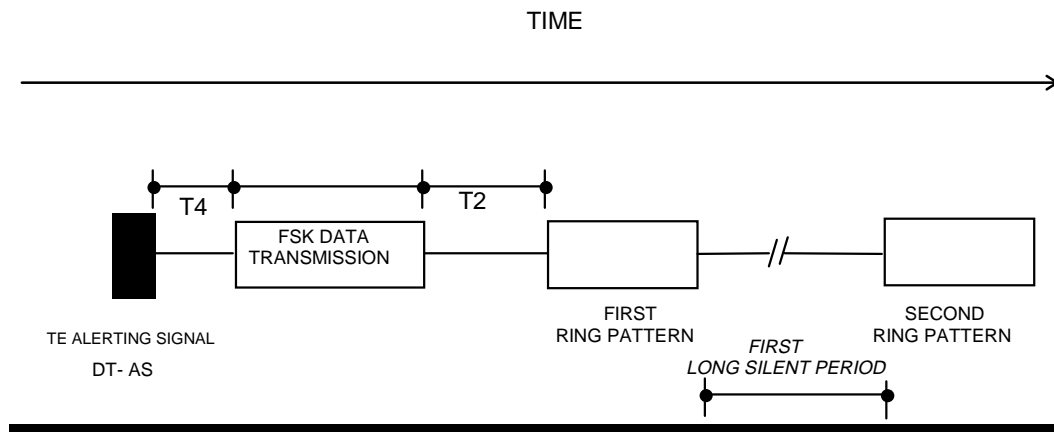 TIME
T4
T2
FSK DATA
TRANSMISSION
TE ALERTING SIGNAL
DT- AS
FIRST
RING PATTERN
SECOND
RING PATTERN
FIRST
LONG SILENT PERIOD